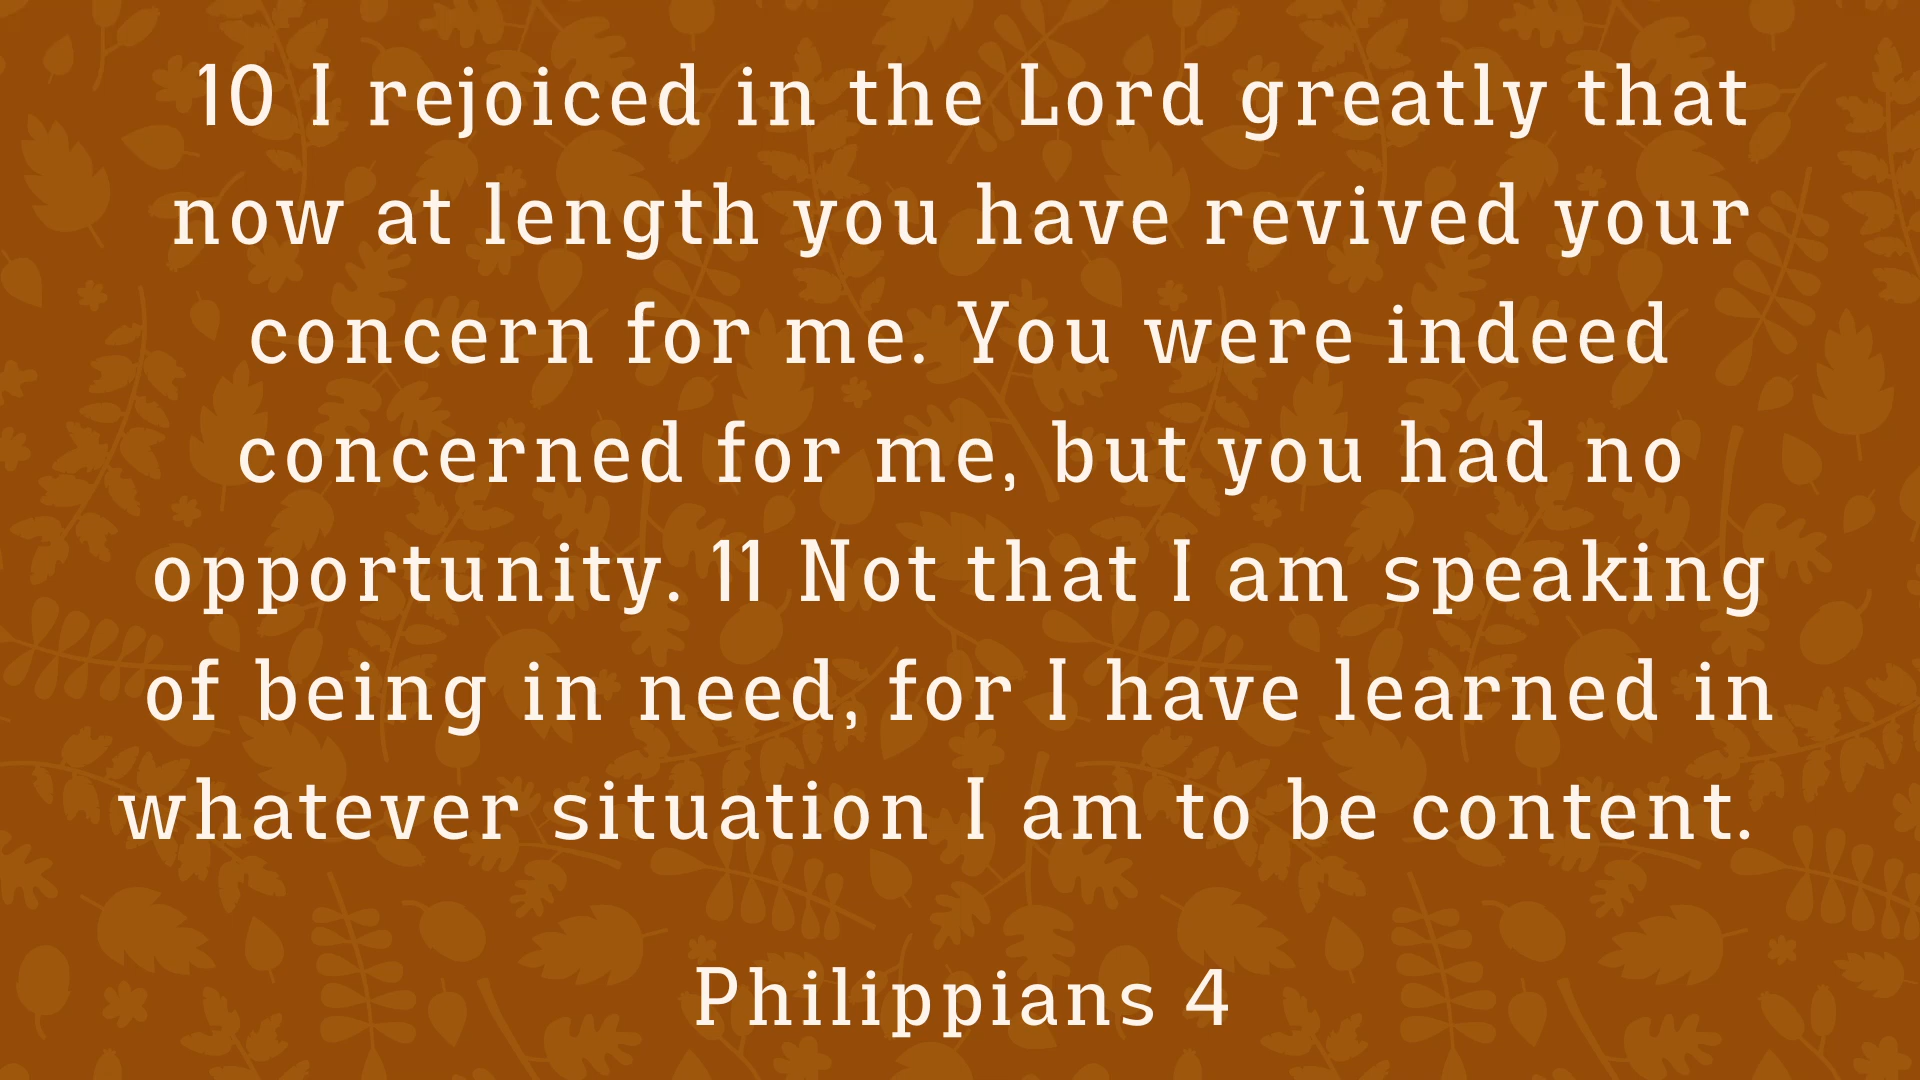 10 I rejoiced in the Lord greatly that
now at length you have revived your
concern for me. You were indeed
concerned for me, but you had no
opportunity. 11 Not that I am speaking
of being in need, for I have learned in
whatever situation I am to be content.
Philippians 4